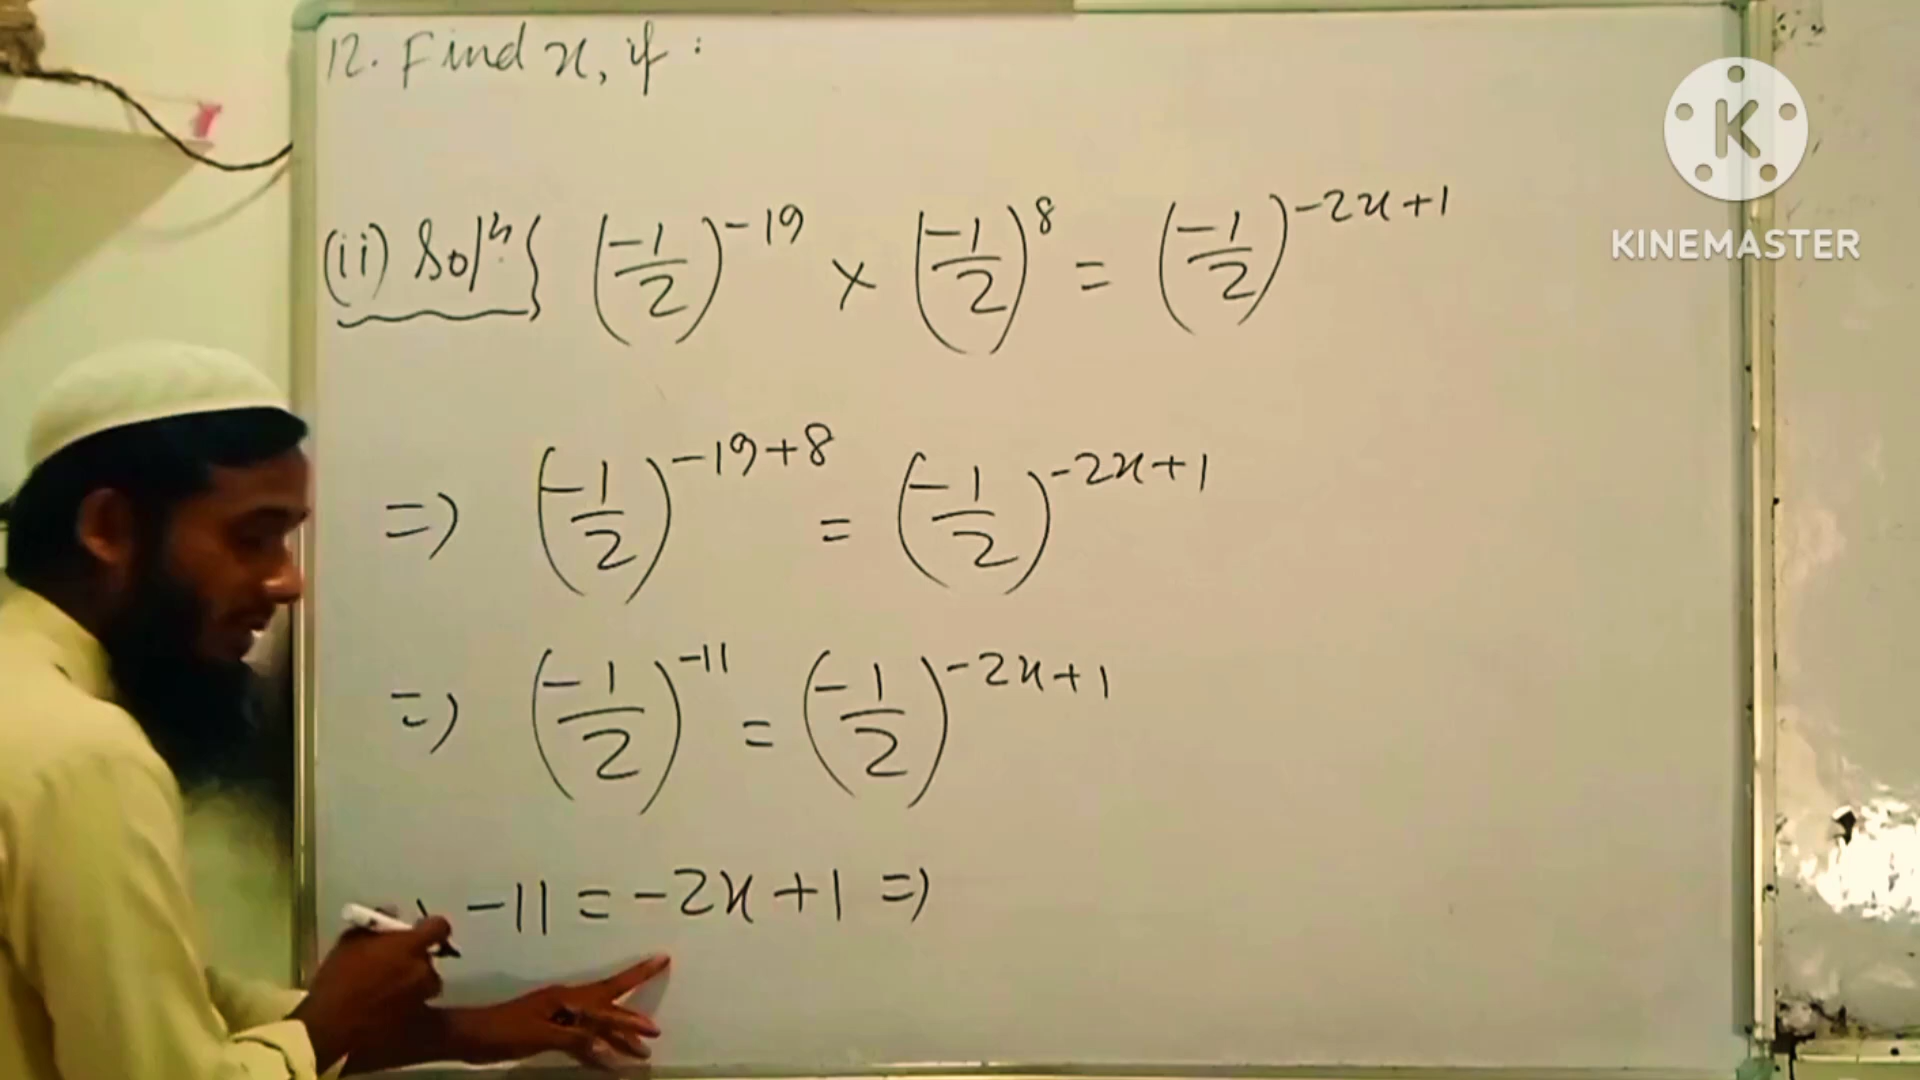 12. Find x, if :
K
KINEMASTER
(ii) Solⁿ { (-1/2)^-19 × (-1/2)^8 = (-1/2)^-2x+1
=> (-1/2)^-19+8 = (-1/2)^-2x+1
=> (-1/2)^-11 = (-1/2)^-2x+1
-11 = -2x+1 =>